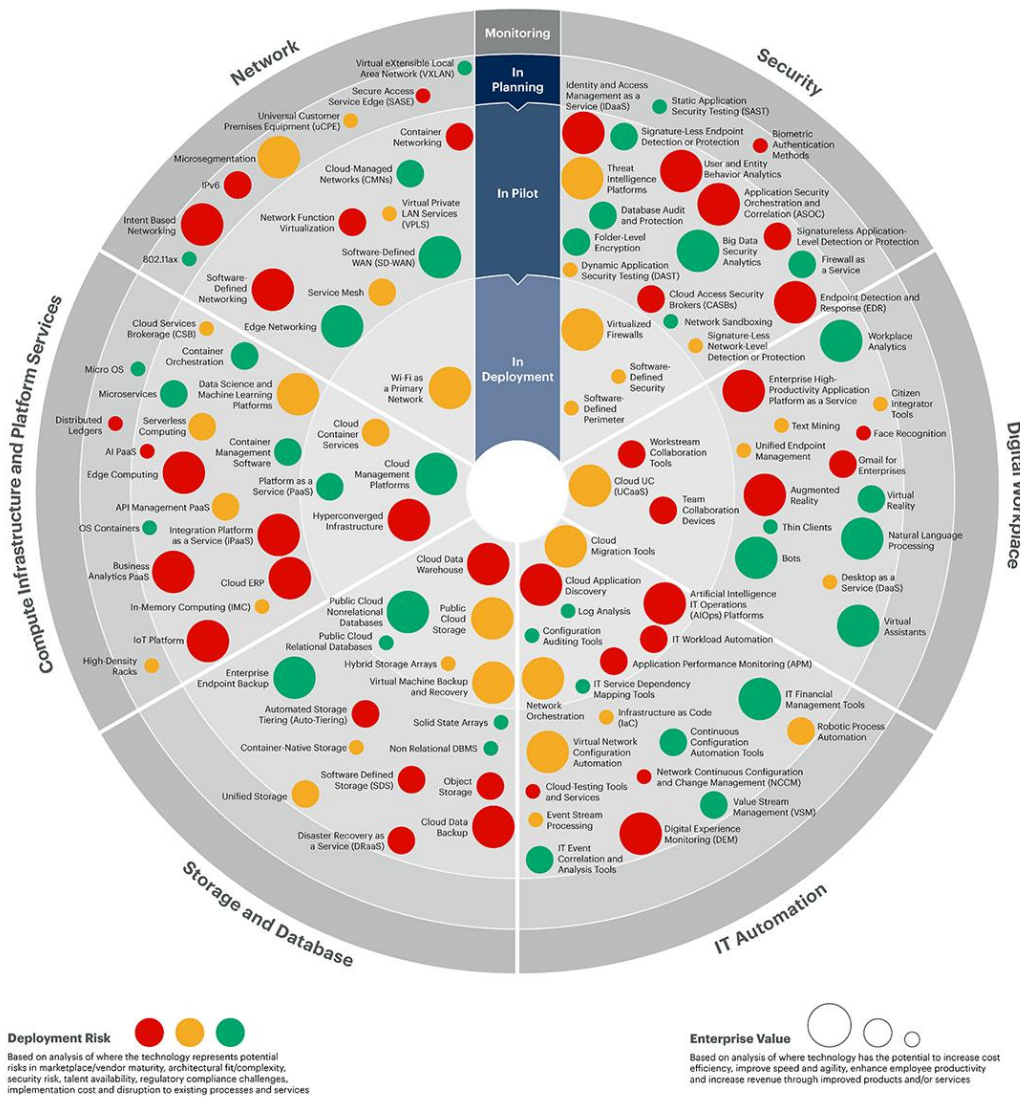 Monitoring
In
Planning
In Pilot
In
Deployment
Network
Virtual eXtensible Local
Area Network (VXLAN)
Secure Access
Service Edge (SASE)
Universal Customer
Premises Equipment (uCPE)
Microsegmentation
IPv6
Intent Based
Networking
802.11ax
Container
Networking
Cloud-Managed
Networks (CMNs)
Virtual Private
LAN Services
(VPLS)
Network Function
Virtualization
Software-Defined
WAN (SD-WAN)
Software-
Defined
Networking
Service Mesh
Edge Networking
Wi-Fi as
a Primary
Network
Security
Identity and Access
Management as a
Service (IDaaS)
Static Application
Security Testing (SAST)
Signature-Less Endpoint
Detection or Protection
Biometric
Authentication
Methods
Threat
Intelligence
Platforms
User and Entity
Behavior Analytics
Application Security
Orchestration and
Correlation (ASOC)
Database Audit
and Protection
Folder-Level
Encryption
Big Data
Security
Analytics
Signatureless Application-
Level Detection or Protection
Firewall as
a Service
Dynamic Application
Security Testing (DAST)
Cloud Access Security
Brokers (CASBs)
Endpoint Detection and
Response (EDR)
Network Sandboxing
Virtualized
Firewalls
Signature-Less
Network-Level
Detection or Protection
Software-
Defined
Security
Software-
Defined
Perimeter
Digital Workplace
Workplace
Analytics
Enterprise High-
Productivity Application
Platform as a Service
Citizen
Integrator
Tools
Text Mining
Face Recognition
Unified Endpoint
Management
Gmail for
Enterprises
Workstream
Collaboration
Tools
Cloud UC
(UCaaS)
Augmented
Reality
Virtual
Reality
Team
Collaboration
Devices
Thin Clients
Natural Language
Processing
Bots
Desktop as a
Service (DaaS)
Virtual
Assistants
Compute Infrastructure and Platform Services
Cloud Services
Brokerage (CSB)
Container
Orchestration
Micro OS
Microservices
Data Science and
Machine Learning
Platforms
Distributed
Ledgers
Serverless
Computing
Cloud
Container
Services
AI PaaS
Container
Management
Software
Edge Computing
Platform as a
Service (PaaS)
Cloud
Management
Platforms
API Management PaaS
Hyperconverged
Infrastructure
OS Containers
Integration Platform
as a Service (iPaaS)
Business
Analytics PaaS
Cloud ERP
In-Memory Computing (IMC)
IoT Platform
High-Density
Racks
Storage and Database
Cloud Data
Warehouse
Public Cloud
Nonrelational
Databases
Public
Cloud
Storage
Public Cloud
Relational Databases
Hybrid Storage Arrays
Enterprise
Endpoint Backup
Virtual Machine Backup
and Recovery
Automated Storage
Tiering (Auto-Tiering)
Solid State Arrays
Container-Native Storage
Non Relational DBMS
Software Defined
Storage (SDS)
Object
Storage
Unified Storage
Cloud Data
Backup
Disaster Recovery as
a Service (DRaaS)
IT Automation
Cloud
Migration Tools
Cloud Application
Discovery
Artificial Intelligence
IT Operations
(AIOps) Platforms
Log Analysis
Configuration
Auditing Tools
IT Workload Automation
Application Performance Monitoring (APM)
IT Service Dependency
Mapping Tools
Network
Orchestration
IT Financial
Management Tools
Infrastructure as Code
(IaC)
Robotic Process
Automation
Virtual Network
Configuration
Automation
Continuous
Configuration
Automation Tools
Network Continuous Configuration
and Change Management (NCCM)
Cloud-Testing Tools
and Services
Value Stream
Management (VSM)
Event Stream
Processing
Digital Experience
Monitoring (DEM)
IT Event
Correlation and
Analysis Tools
Deployment Risk
Based on analysis of where the technology represents potential
risks in marketplace/vendor maturity, architectural fit/complexity,
security risk, talent availability, regulatory compliance challenges,
implementation cost and disruption to existing processes and services
Enterprise Value
Based on analysis of where technology has the potential to increase cost
efficiency, improve speed and agility, enhance employee productivity
and increase revenue through improved products and/or services